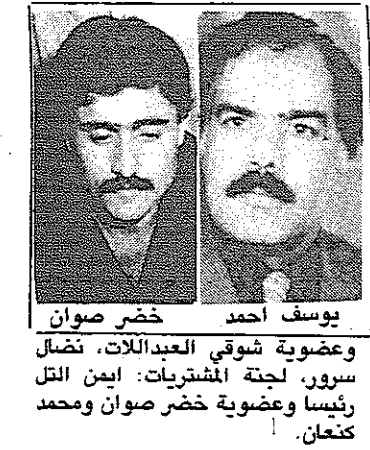 يوسف احمد
خضر صوان
وعضوية شوقي العبداللات، نضال
سرور، لجنة المشتريات: ايمن التل
رئيسا وعضوية خضر صوان ومحمد
كنعان.